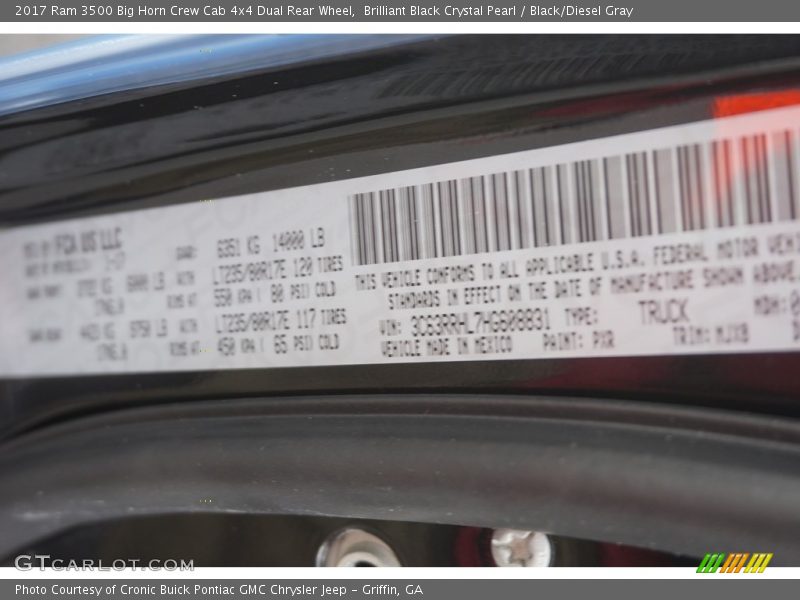 2017 Ram 3500 Big Horn Crew Cab 4x4 Dual Rear Wheel,  Brilliant Black Crystal Pearl / Black/Diesel Gray
FCA US LLC
6351 KG 14000 LB
LT235/80R17E 120 TIRES
550 KPA ( 80 PSI) COLD
LT235/80R17E 117 TIRES
450 KPA ( 65 PSI) COLD
THIS VEHICLE CONFORMS TO ALL APPLICABLE U.S.A. FEDERAL MOTOR
STANDARDS IN EFFECT ON THE DATE OF MANUFACTURE SHOWN ABOVE.
VIN: 3C63RRHL7HG608831 TYPE: TRUCK
VEHICLE MADE IN MEXICO PAINT: PXR TRIM: MJX8
GTCARLOT.COM
Photo Courtesy of Cronic Buick Pontiac GMC Chrysler Jeep - Griffin, GA